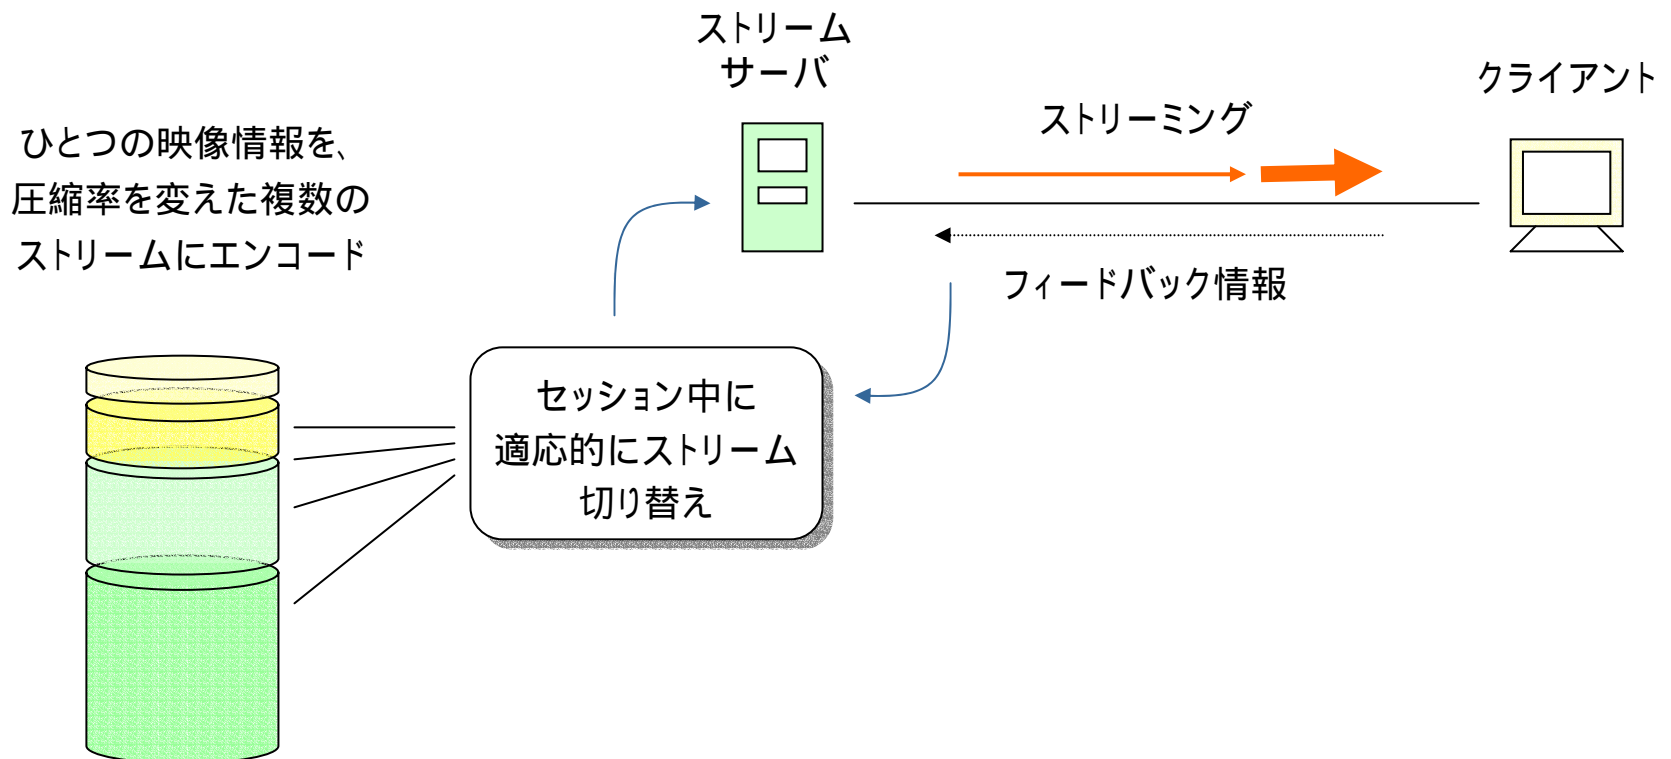 ストリーム
サーバ
クライアント
ストリーミング
ひとつの映像情報を、
圧縮率を変えた複数の
ストリームにエンコード
フィードバック情報
セッション中に
適応的にストリーム
切り替え